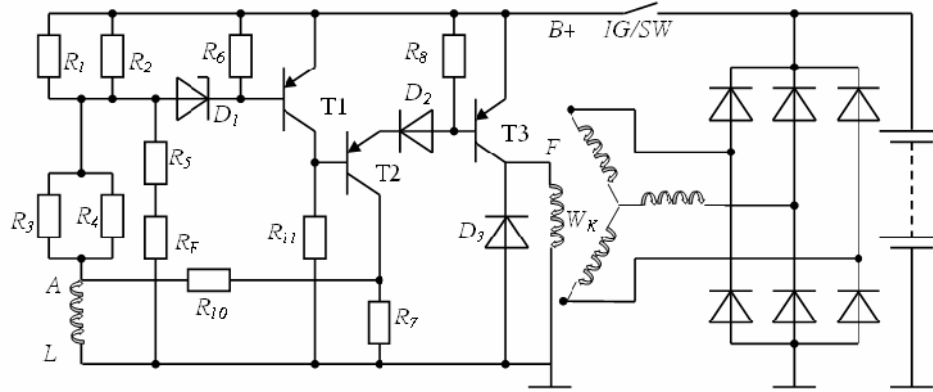 B+ IG/SW
R1 R2 R6 R8
D1 T1 D2 T3
R5 T2 F
R3 R4 RF R11 D3 WK
A R10 R7
L